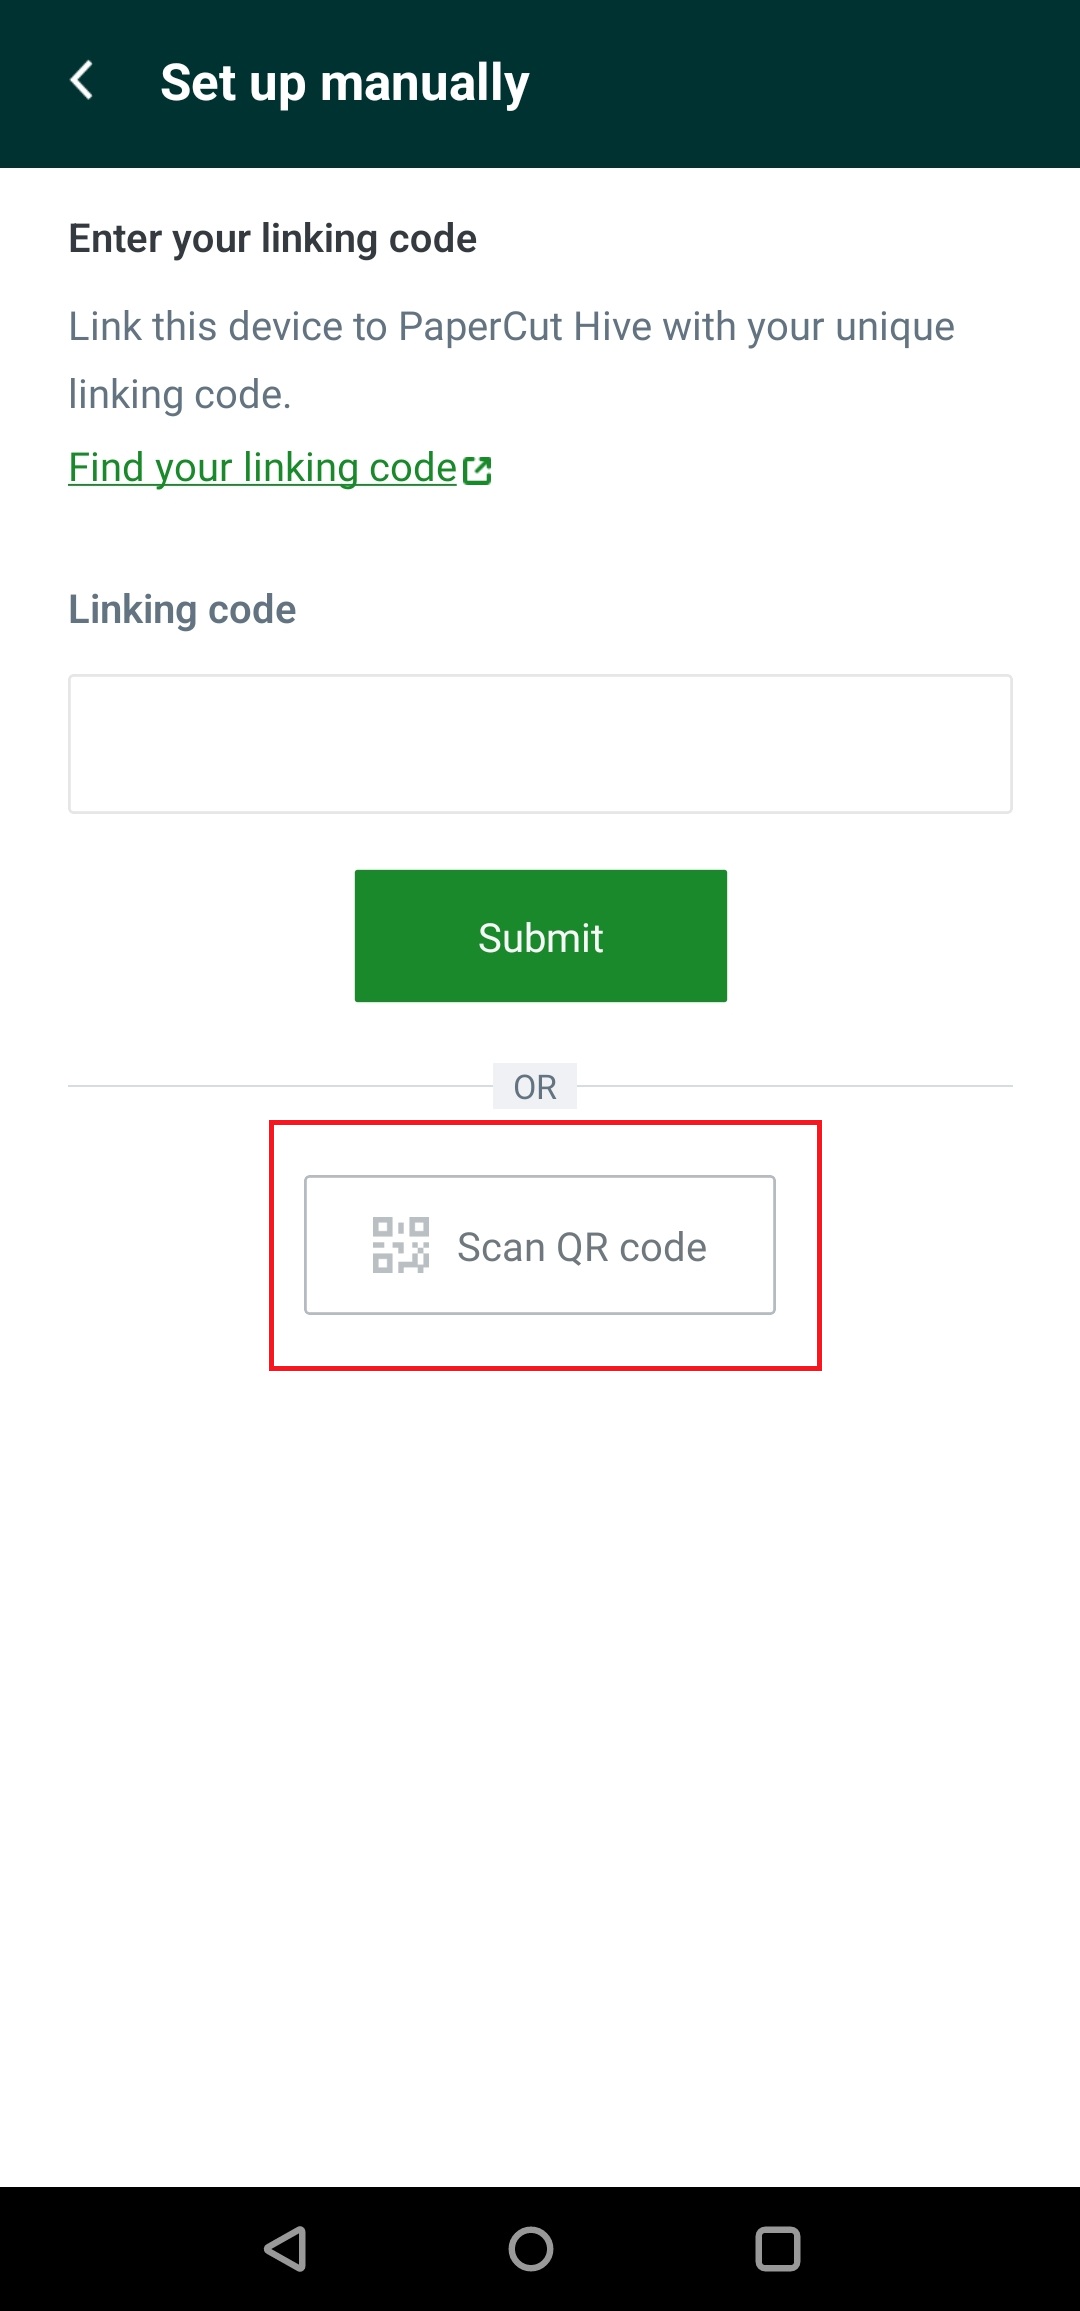 Set up manually
Enter your linking code
Link this device to PaperCut Hive with your unique
linking code.
Find your linking code
Linking code
Submit
OR
Scan QR code